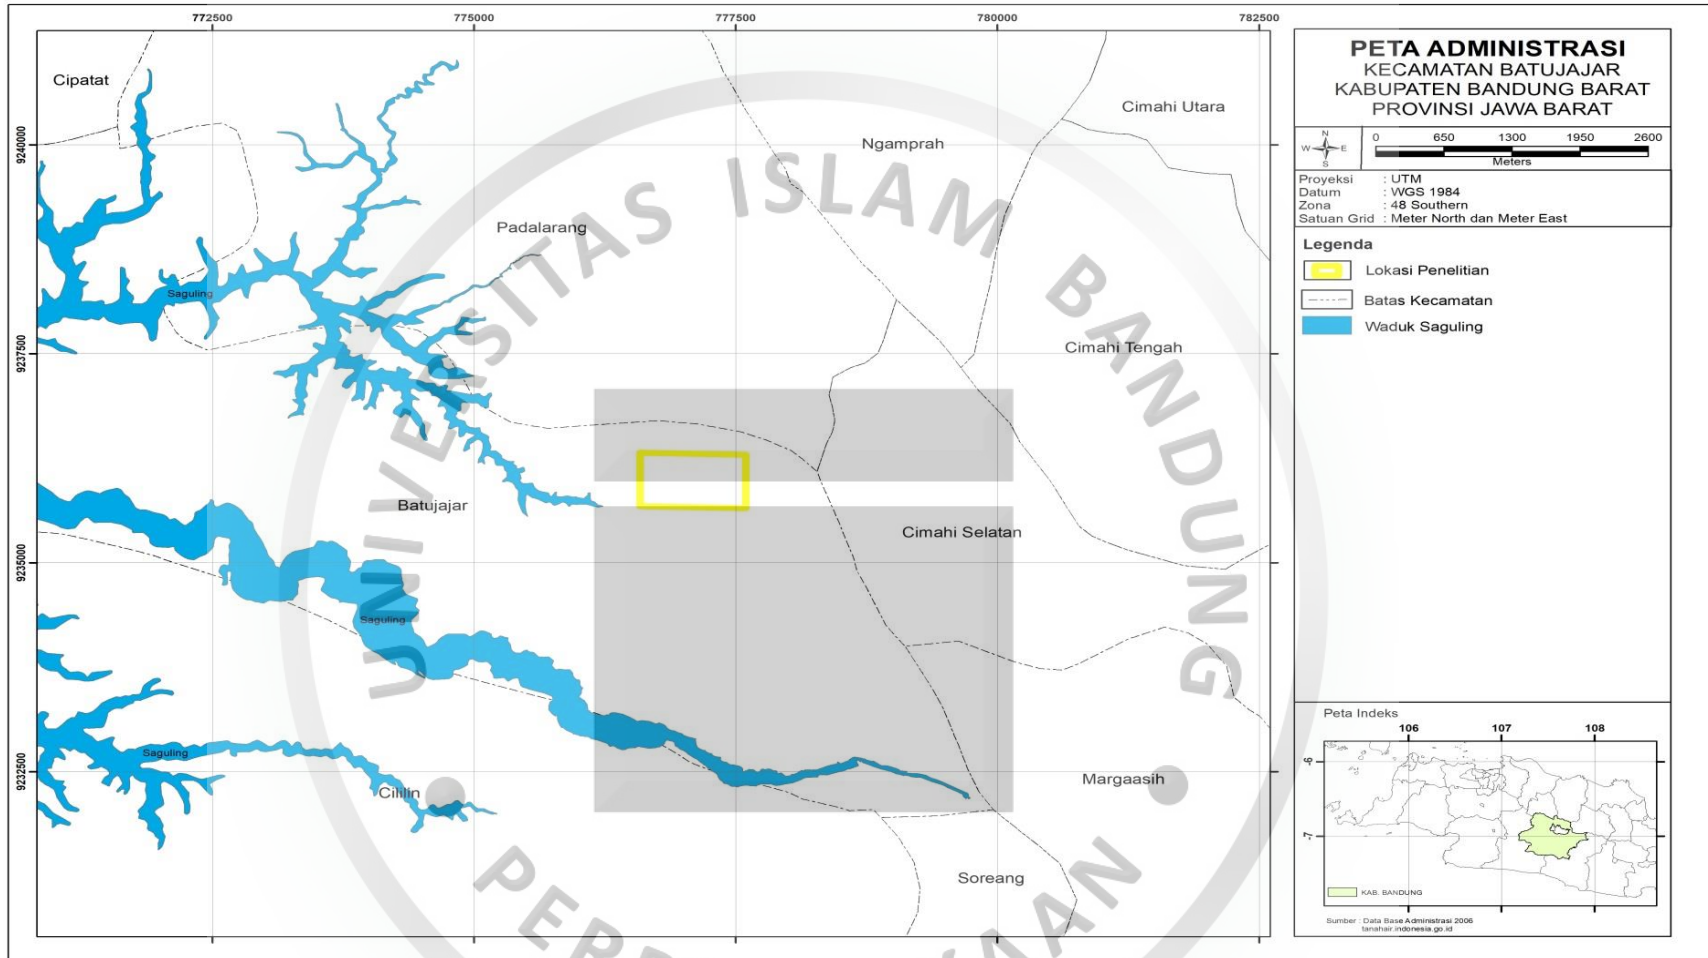 772500
775000
777500
780000
782500
9240000
9237500
9235000
9232500
Cipatat
Cimahi Utara
Ngamprah
Padalarang
Saguling
Cimahi Tengah
Batujajar
Cimahi Selatan
Saguling
Saguling
Cililin
Margaasih
Soreang
UNIVERSITAS ISLAM BANDUNG
PETA ADMINISTRASI
KECAMATAN BATUJAJAR
KABUPATEN BANDUNG BARAT
PROVINSI JAWA BARAT
N
W E
S
0 650 1300 1950 2600
Meters
Proyeksi : UTM
Datum : WGS 1984
Zona : 48 Southern
Satuan Grid : Meter North dan Meter East
Legenda
Lokasi Penelitian
Batas Kecamatan
Waduk Saguling
Peta Indeks
106 107 108
-6
-7
KAB. BANDUNG
Sumber : Data Base Administrasi 2006
tanahair.indonesia.go.id